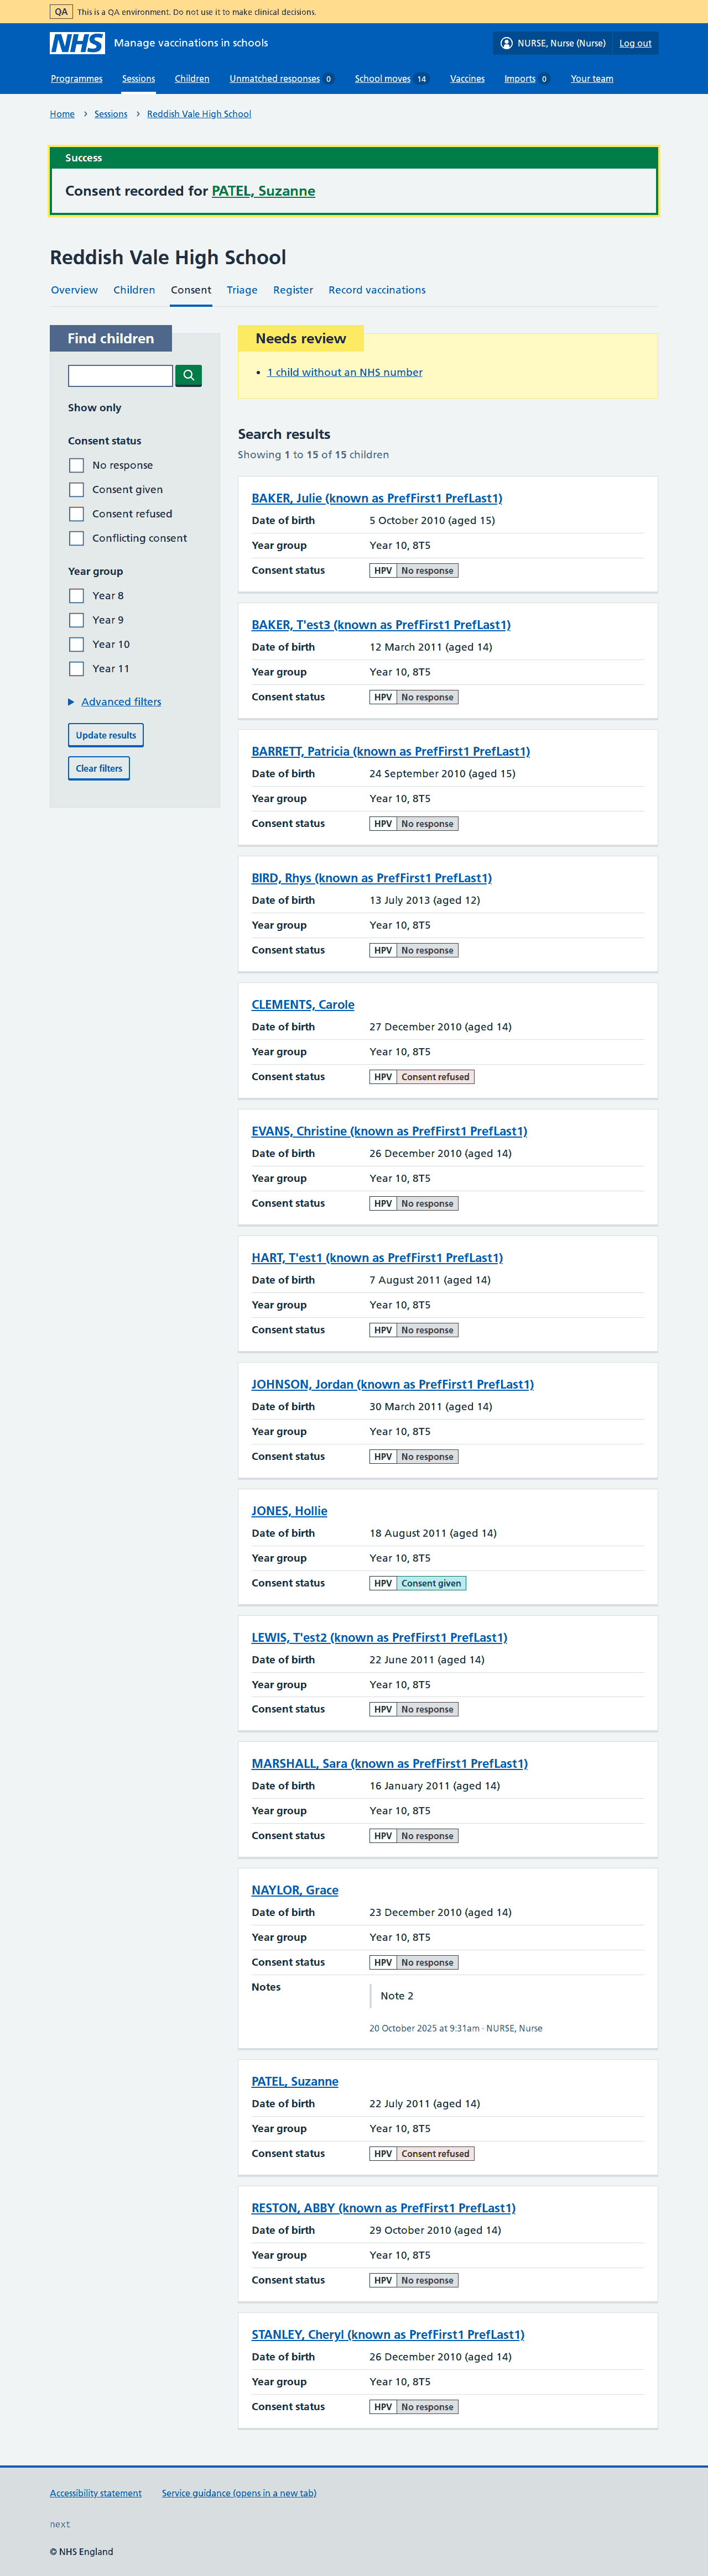 QA This is a QA environment. Do not use it to make clinical decisions.
NHS Manage vaccinations in schools
NURSE, Nurse (Nurse) Log out
Programmes Sessions Children Unmatched responses 0 School moves 14 Vaccines Imports 0 Your team
Home Sessions Reddish Vale High School
Success
Consent recorded for PATEL, Suzanne
Reddish Vale High School
Overview Children Consent Triage Register Record vaccinations
Find children
Show only
Consent status
No response
Consent given
Consent refused
Conflicting consent
Year group
Year 8
Year 9
Year 10
Year 11
Advanced filters
Update results
Clear filters
Needs review
1 child without an NHS number
Search results
Showing 1 to 15 of 15 children
BAKER, Julie (known as PrefFirst1 PrefLast1)
Date of birth 5 October 2010 (aged 15)
Year group Year 10, 8T5
Consent status HPV No response
BAKER, T'est3 (known as PrefFirst1 PrefLast1)
Date of birth 12 March 2011 (aged 14)
Year group Year 10, 8T5
Consent status HPV No response
BARRETT, Patricia (known as PrefFirst1 PrefLast1)
Date of birth 24 September 2010 (aged 15)
Year group Year 10, 8T5
Consent status HPV No response
BIRD, Rhys (known as PrefFirst1 PrefLast1)
Date of birth 13 July 2013 (aged 12)
Year group Year 10, 8T5
Consent status HPV No response
CLEMENTS, Carole
Date of birth 27 December 2010 (aged 14)
Year group Year 10, 8T5
Consent status HPV Consent refused
EVANS, Christine (known as PrefFirst1 PrefLast1)
Date of birth 26 December 2010 (aged 14)
Year group Year 10, 8T5
Consent status HPV No response
HART, T'est1 (known as PrefFirst1 PrefLast1)
Date of birth 7 August 2011 (aged 14)
Year group Year 10, 8T5
Consent status HPV No response
JOHNSON, Jordan (known as PrefFirst1 PrefLast1)
Date of birth 30 March 2011 (aged 14)
Year group Year 10, 8T5
Consent status HPV No response
JONES, Hollie
Date of birth 18 August 2011 (aged 14)
Year group Year 10, 8T5
Consent status HPV Consent given
LEWIS, T'est2 (known as PrefFirst1 PrefLast1)
Date of birth 22 June 2011 (aged 14)
Year group Year 10, 8T5
Consent status HPV No response
MARSHALL, Sara (known as PrefFirst1 PrefLast1)
Date of birth 16 January 2011 (aged 14)
Year group Year 10, 8T5
Consent status HPV No response
NAYLOR, Grace
Date of birth 23 December 2010 (aged 14)
Year group Year 10, 8T5
Consent status HPV No response
Notes Note 2
20 October 2025 at 9:31am · NURSE, Nurse
PATEL, Suzanne
Date of birth 22 July 2011 (aged 14)
Year group Year 10, 8T5
Consent status HPV Consent refused
RESTON, ABBY (known as PrefFirst1 PrefLast1)
Date of birth 29 October 2010 (aged 14)
Year group Year 10, 8T5
Consent status HPV No response
STANLEY, Cheryl (known as PrefFirst1 PrefLast1)
Date of birth 26 December 2010 (aged 14)
Year group Year 10, 8T5
Consent status HPV No response
Accessibility statement Service guidance (opens in a new tab)
next
© NHS England